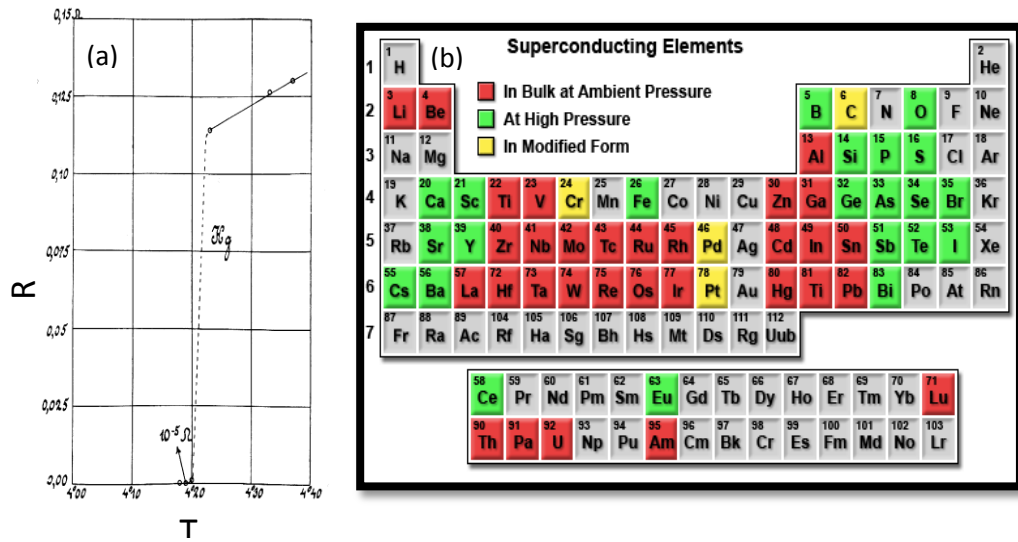 0,15Ω
(a)
0,125
0,10
Hg
0,075
R
0,05
0,025
10⁻⁵ Ω
0,00
4°00 4°10 4°20 4°30 4°40
T
(b)
Superconducting Elements
In Bulk at Ambient Pressure
At High Pressure
In Modified Form
1 2
1 H He
3 4 5 6 7 8 9 10
2 Li Be B C N O F Ne
11 12 13 14 15 16 17 18
3 Na Mg Al Si P S Cl Ar
19 20 21 22 23 24 25 26 27 28 29 30 31 32 33 34 35 36
4 K Ca Sc Ti V Cr Mn Fe Co Ni Cu Zn Ga Ge As Se Br Kr
37 38 39 40 41 42 43 44 45 46 47 48 49 50 51 52 53 54
5 Rb Sr Y Zr Nb Mo Tc Ru Rh Pd Ag Cd In Sn Sb Te I Xe
55 56 57 72 73 74 75 76 77 78 79 80 81 82 83 84 85 86
6 Cs Ba La Hf Ta W Re Os Ir Pt Au Hg Ti Pb Bi Po At Rn
87 88 89 104 105 106 107 108 109 110 111 112
7 Fr Ra Ac Rf Ha Sg Bh Hs Mt Ds Rg Uub
58 59 60 61 62 63 64 65 66 67 68 69 70 71
Ce Pr Nd Pm Sm Eu Gd Tb Dy Ho Er Tm Yb Lu
90 91 92 93 94 95 96 97 98 99 100 101 102 103
Th Pa U Np Pu Am Cm Bk Cr Es Fm Md No Lr